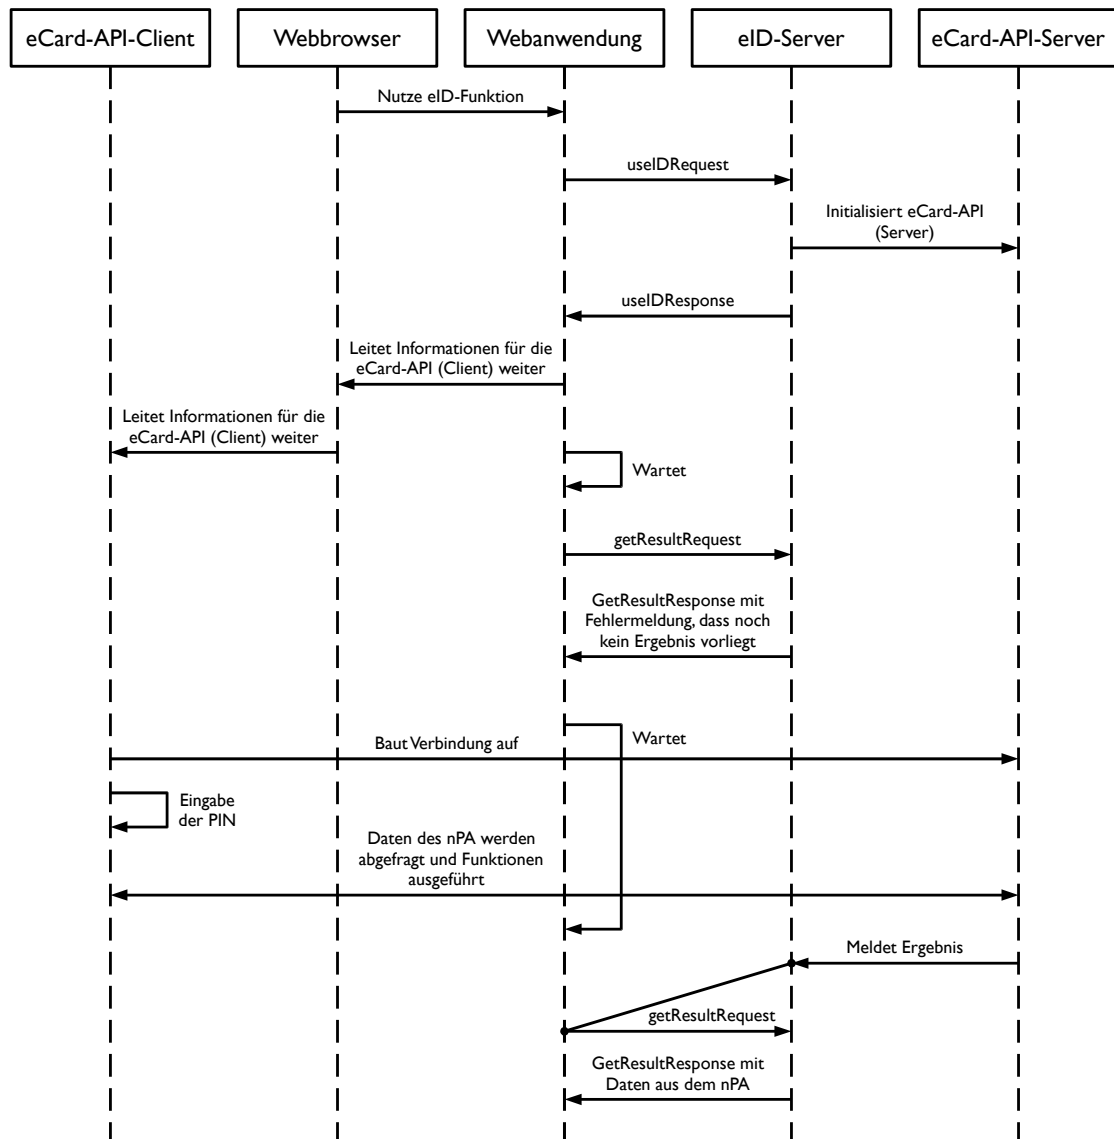 eCard-API-Client
Webbrowser
Webanwendung
eID-Server
eCard-API-Server
Nutze eID-Funktion
useIDRequest
Initialisiert eCard-API
(Server)
useIDResponse
Leitet Informationen für die
eCard-API (Client) weiter
Leitet Informationen für die
eCard-API (Client) weiter
Wartet
getResultRequest
GetResultResponse mit
Fehlermeldung, dass noch
kein Ergebnis vorliegt
Wartet
Baut Verbindung auf
Eingabe
der PIN
Daten des nPA werden
abgefragt und Funktionen
ausgeführt
Meldet Ergebnis
getResultRequest
GetResultResponse mit
Daten aus dem nPA